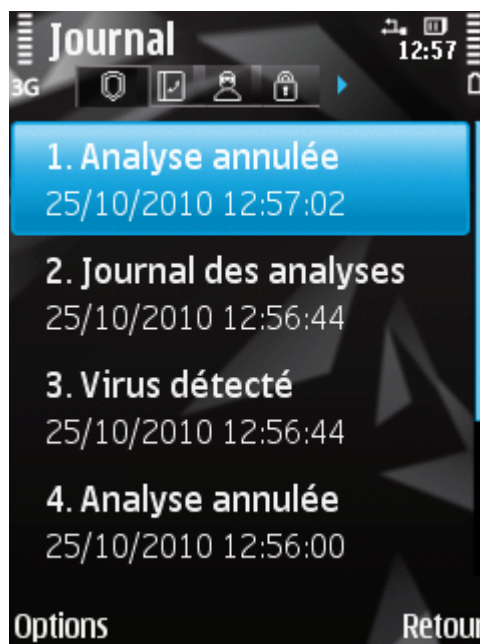 Journal
12:57
3G
1. Analyse annulée
25/10/2010 12:57:02
2. Journal des analyses
25/10/2010 12:56:44
3. Virus détecté
25/10/2010 12:56:44
4. Analyse annulée
25/10/2010 12:56:00
Options
Retour